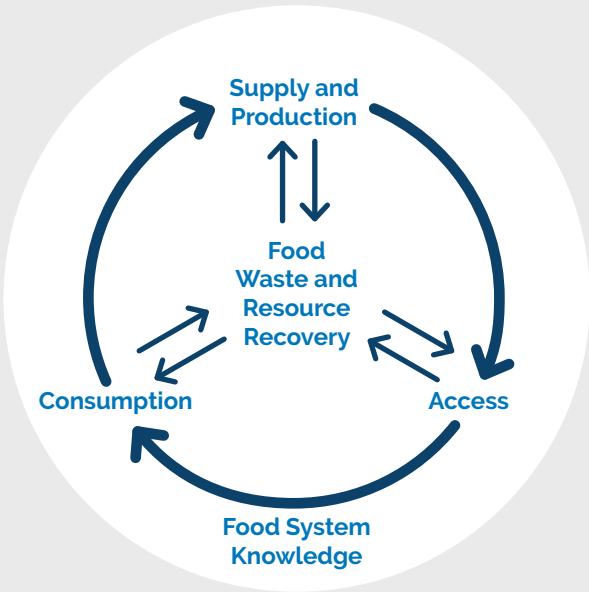 Supply and
Production
Food
Waste and
Resource
Recovery
Consumption
Access
Food System
Knowledge